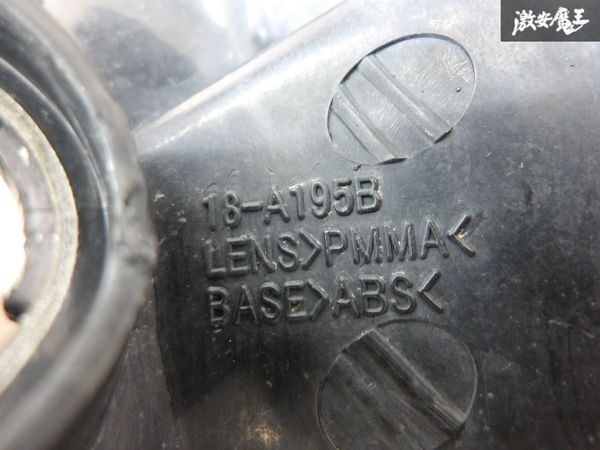 激安魔王
18-A195B
LENS>PMMA<
BASE>ABS<